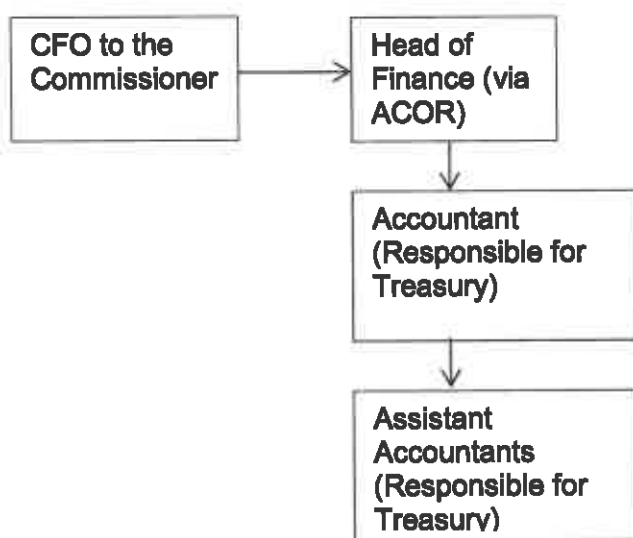 CFO to the
Commissioner
Head of
Finance (via
ACOR)
Accountant
(Responsible for
Treasury)
Assistant
Accountants
(Responsible for
Treasury)